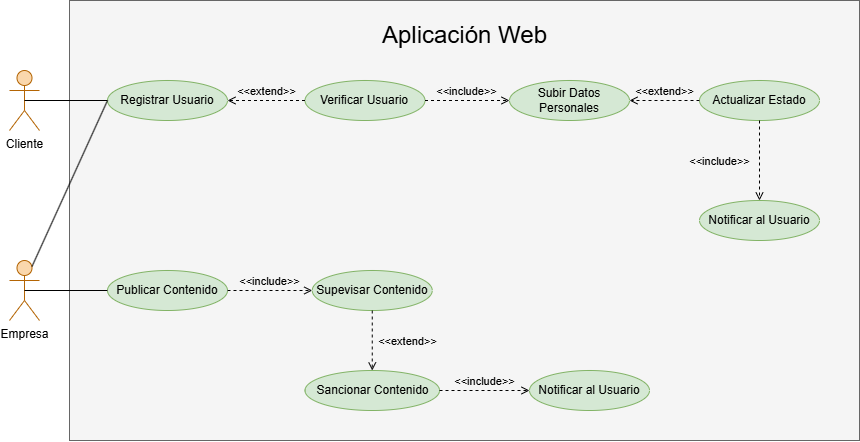 Aplicación Web
Cliente
Registrar Usuario
<<extend>>
Verificar Usuario
<<include>>
Subir Datos
Personales
<<extend>>
Actualizar Estado
<<include>>
Notificar al Usuario
Empresa
Publicar Contenido
<<include>>
Supevisar Contenido
<<extend>>
Sancionar Contenido
<<include>>
Notificar al Usuario